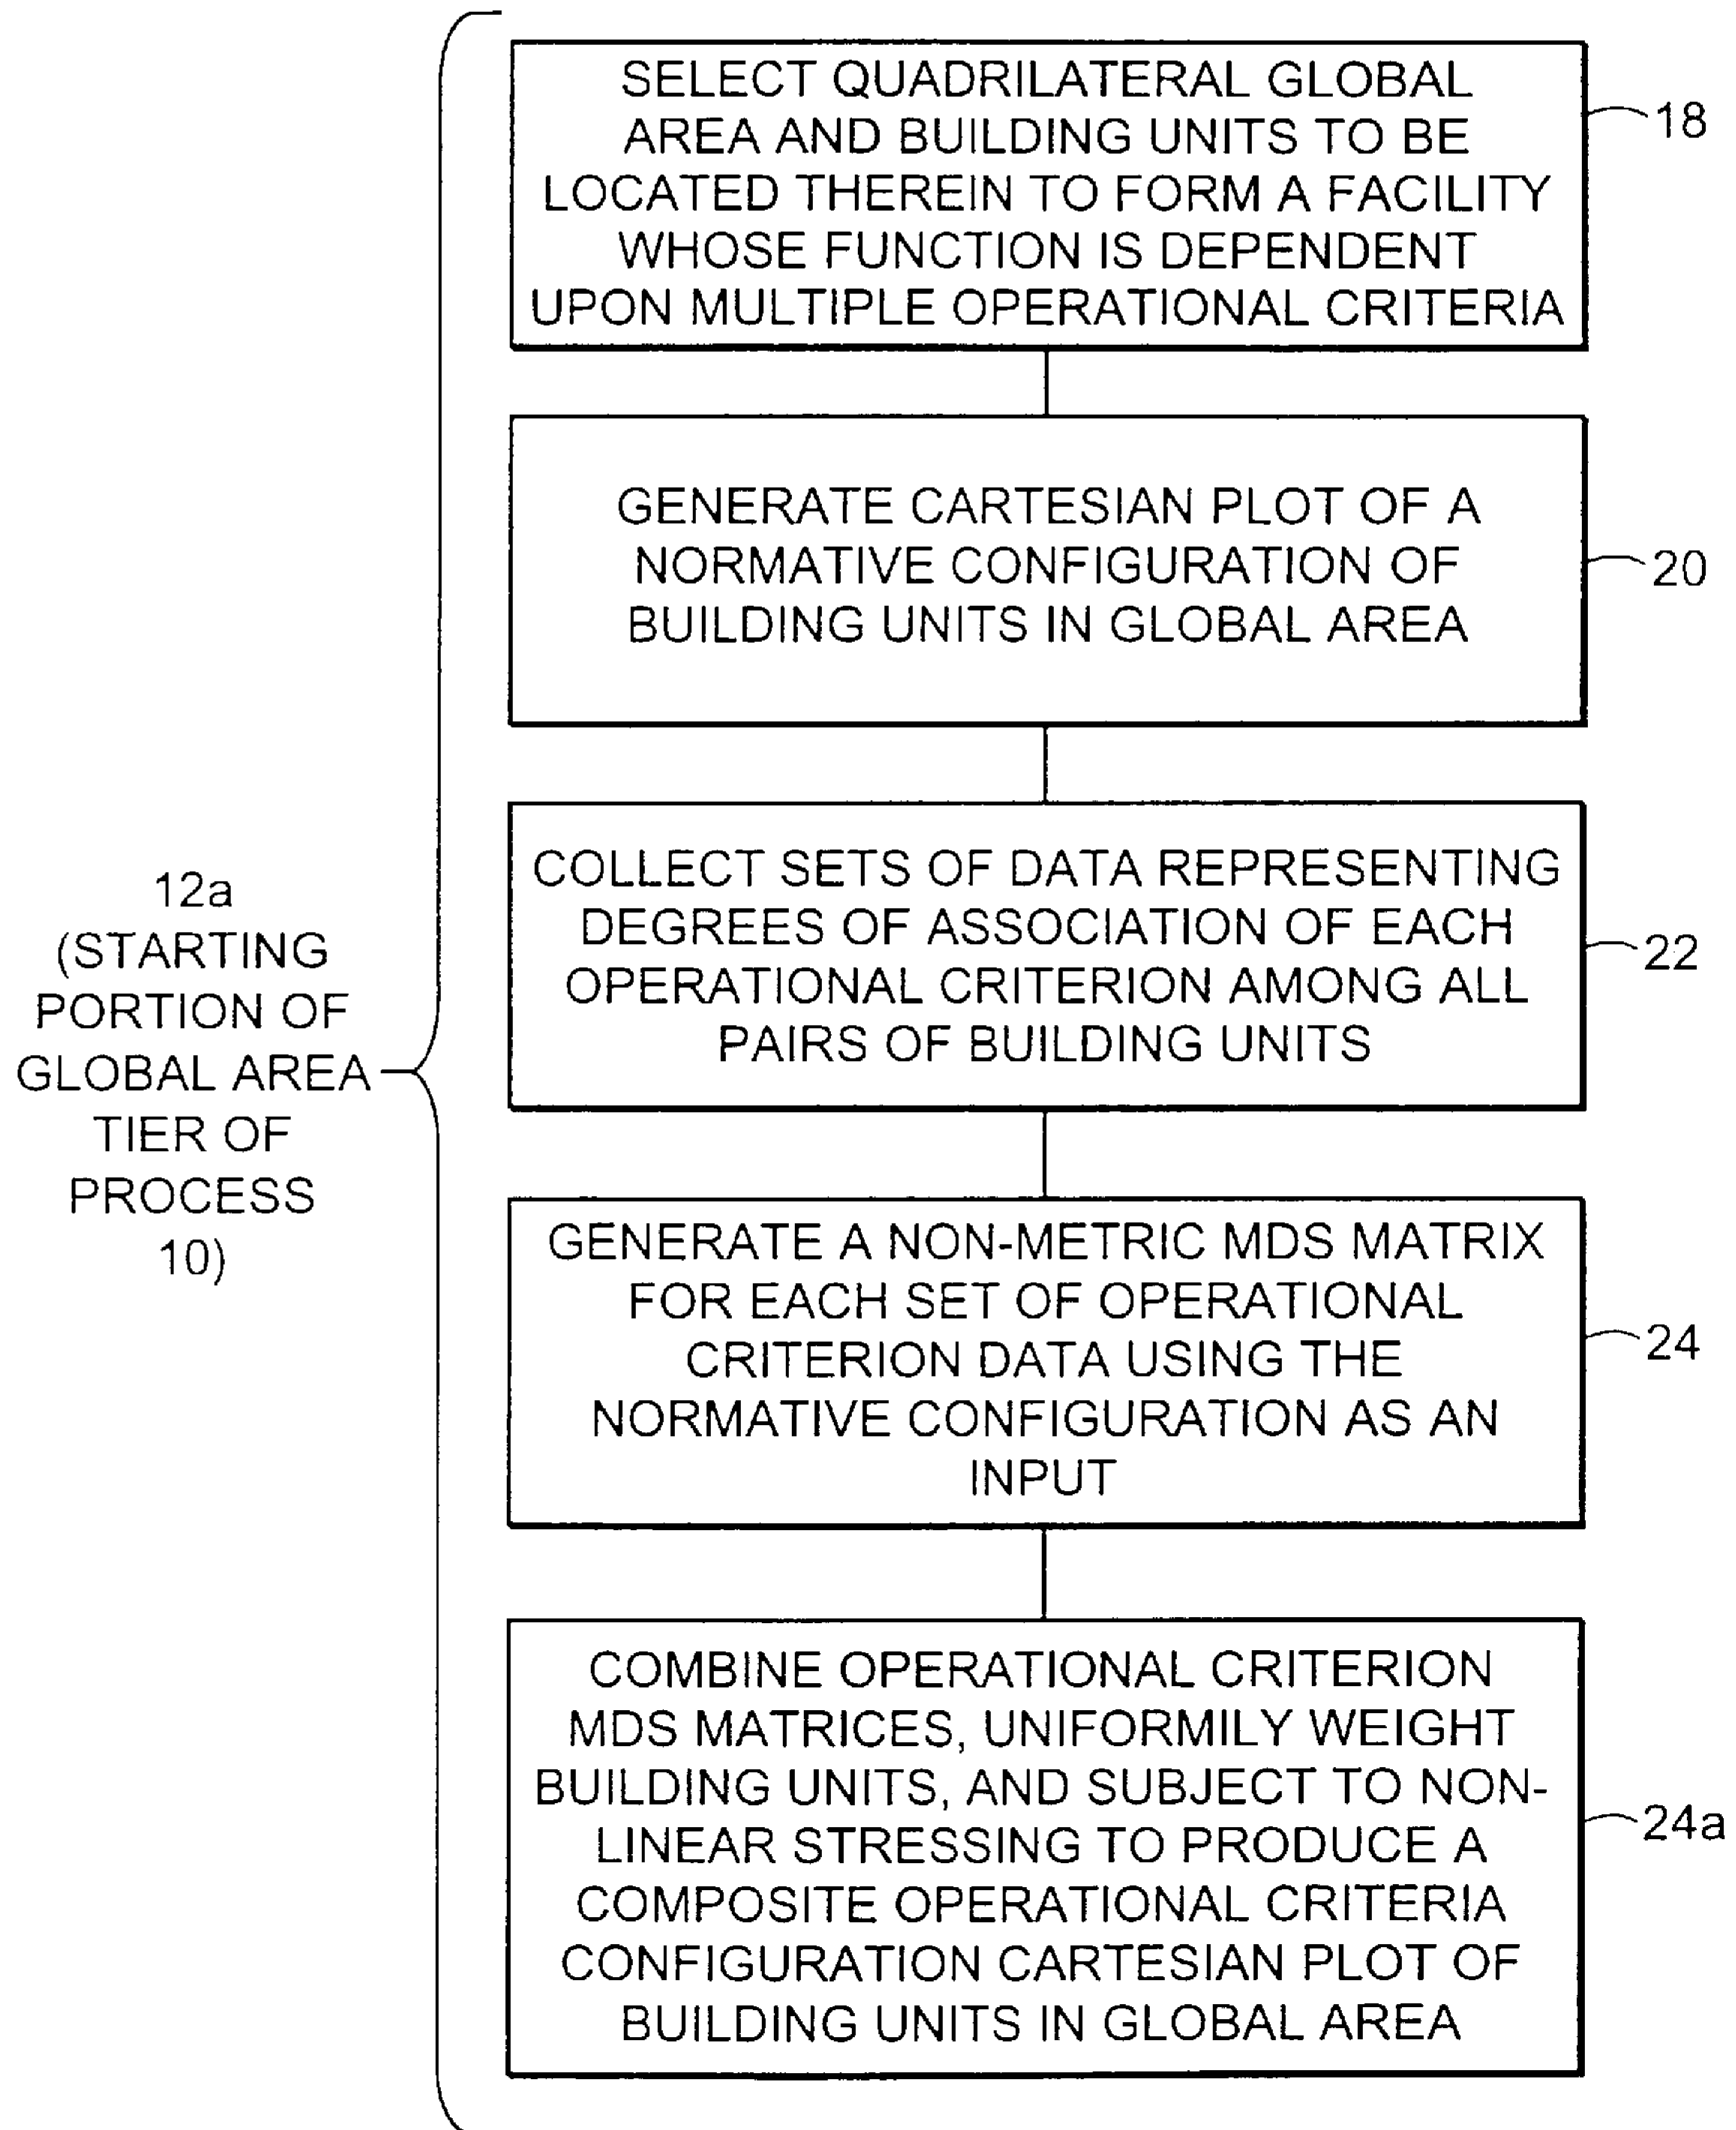 SELECT QUADRILATERAL GLOBAL
AREA AND BUILDING UNITS TO BE
LOCATED THEREIN TO FORM A FACILITY
WHOSE FUNCTION IS DEPENDENT
UPON MULTIPLE OPERATIONAL CRITERIA
18
GENERATE CARTESIAN PLOT OF A
NORMATIVE CONFIGURATION OF
BUILDING UNITS IN GLOBAL AREA
20
COLLECT SETS OF DATA REPRESENTING
DEGREES OF ASSOCIATION OF EACH
OPERATIONAL CRITERION AMONG ALL
PAIRS OF BUILDING UNITS
22
12a
(STARTING
PORTION OF
GLOBAL AREA
TIER OF
PROCESS
10)
GENERATE A NON-METRIC MDS MATRIX
FOR EACH SET OF OPERATIONAL
CRITERION DATA USING THE
NORMATIVE CONFIGURATION AS AN
INPUT
24
COMBINE OPERATIONAL CRITERION
MDS MATRICES, UNIFORMILY WEIGHT
BUILDING UNITS, AND SUBJECT TO NON-
LINEAR STRESSING TO PRODUCE A
COMPOSITE OPERATIONAL CRITERIA
CONFIGURATION CARTESIAN PLOT OF
BUILDING UNITS IN GLOBAL AREA
24a